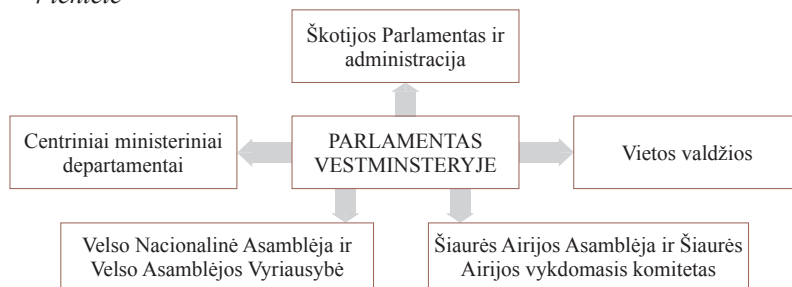 Škotijos Parlamentas ir
administracija
Centriniai ministeriniai
departamentai
PARLAMENTAS
VESTMINSTERYJE
Vietos valdžios
Velso Nacionalinė Asamblėja ir
Velso Asamblėjos Vyriausybė
Šiaurės Airijos Asamblėja ir Šiaurės
Airijos vykdomasis komitetas